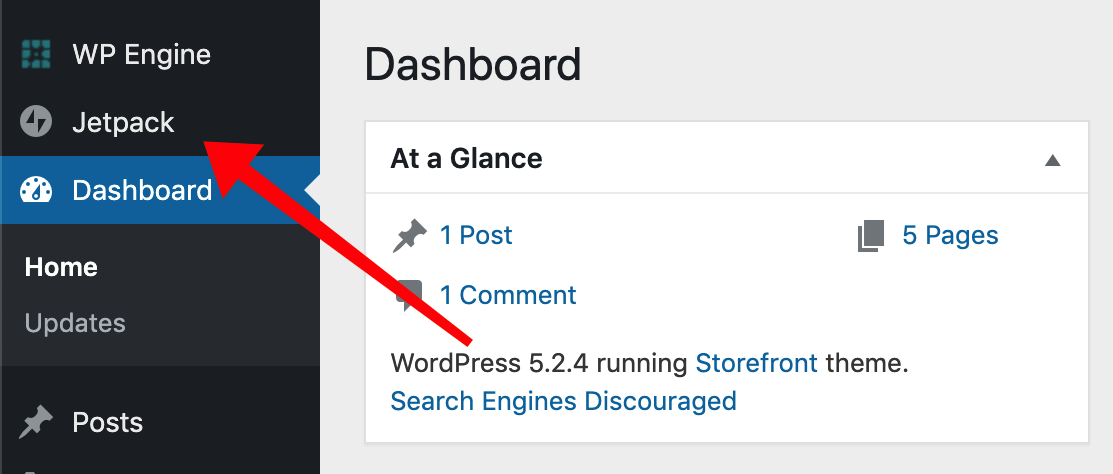 WP Engine
Jetpack
Dashboard
Home
Updates
Posts
Dashboard
At a Glance
1 Post
5 Pages
1 Comment
WordPress 5.2.4 running Storefront theme.
Search Engines Discouraged